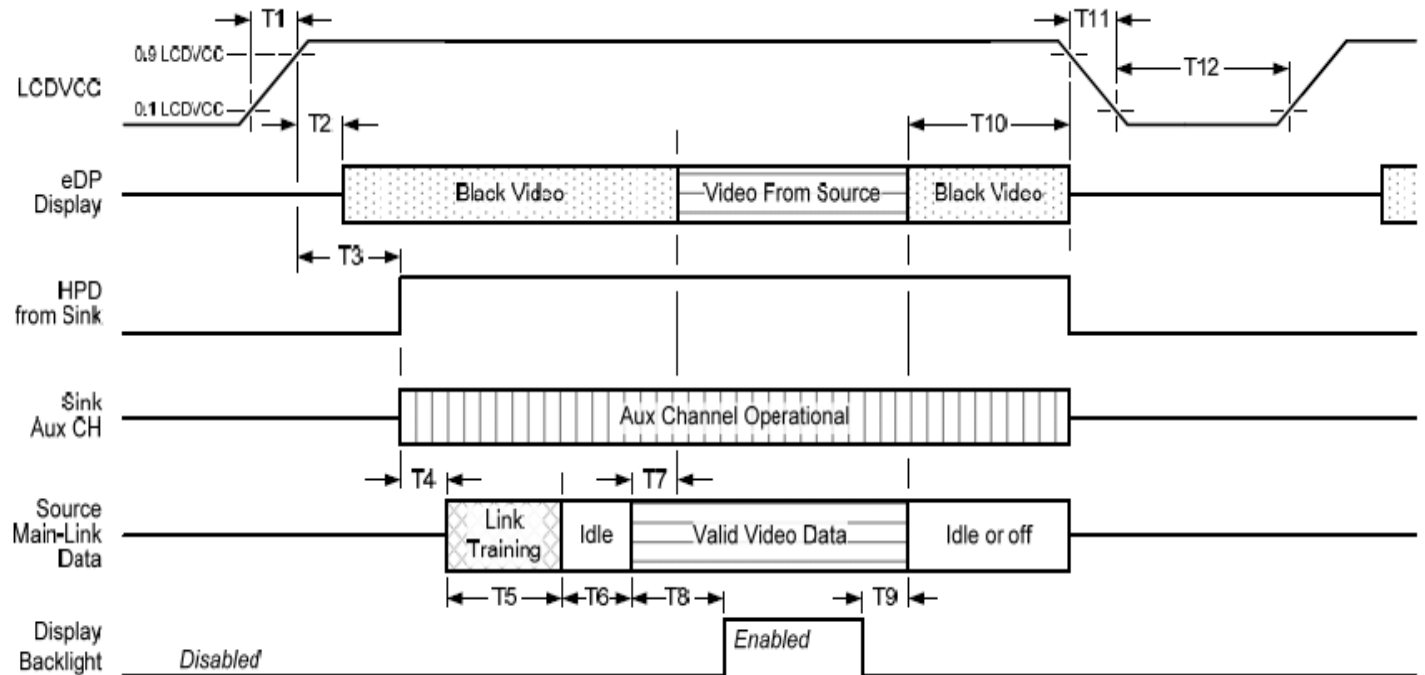 T1
T11
0.9 LCDVCC
T12
LCDVCC
0.1 LCDVCC
T2
T10
eDP
Display
Black Video
Video From Source
Black Video
T3
HPD
from Sink
Sink
Aux CH
Aux Channel Operational
T4
T7
Source
Main-Link
Data
Link
Training
Idle
Valid Video Data
Idle or off
T5
T6
T8
T9
Display
Backlight
Disabled
Enabled